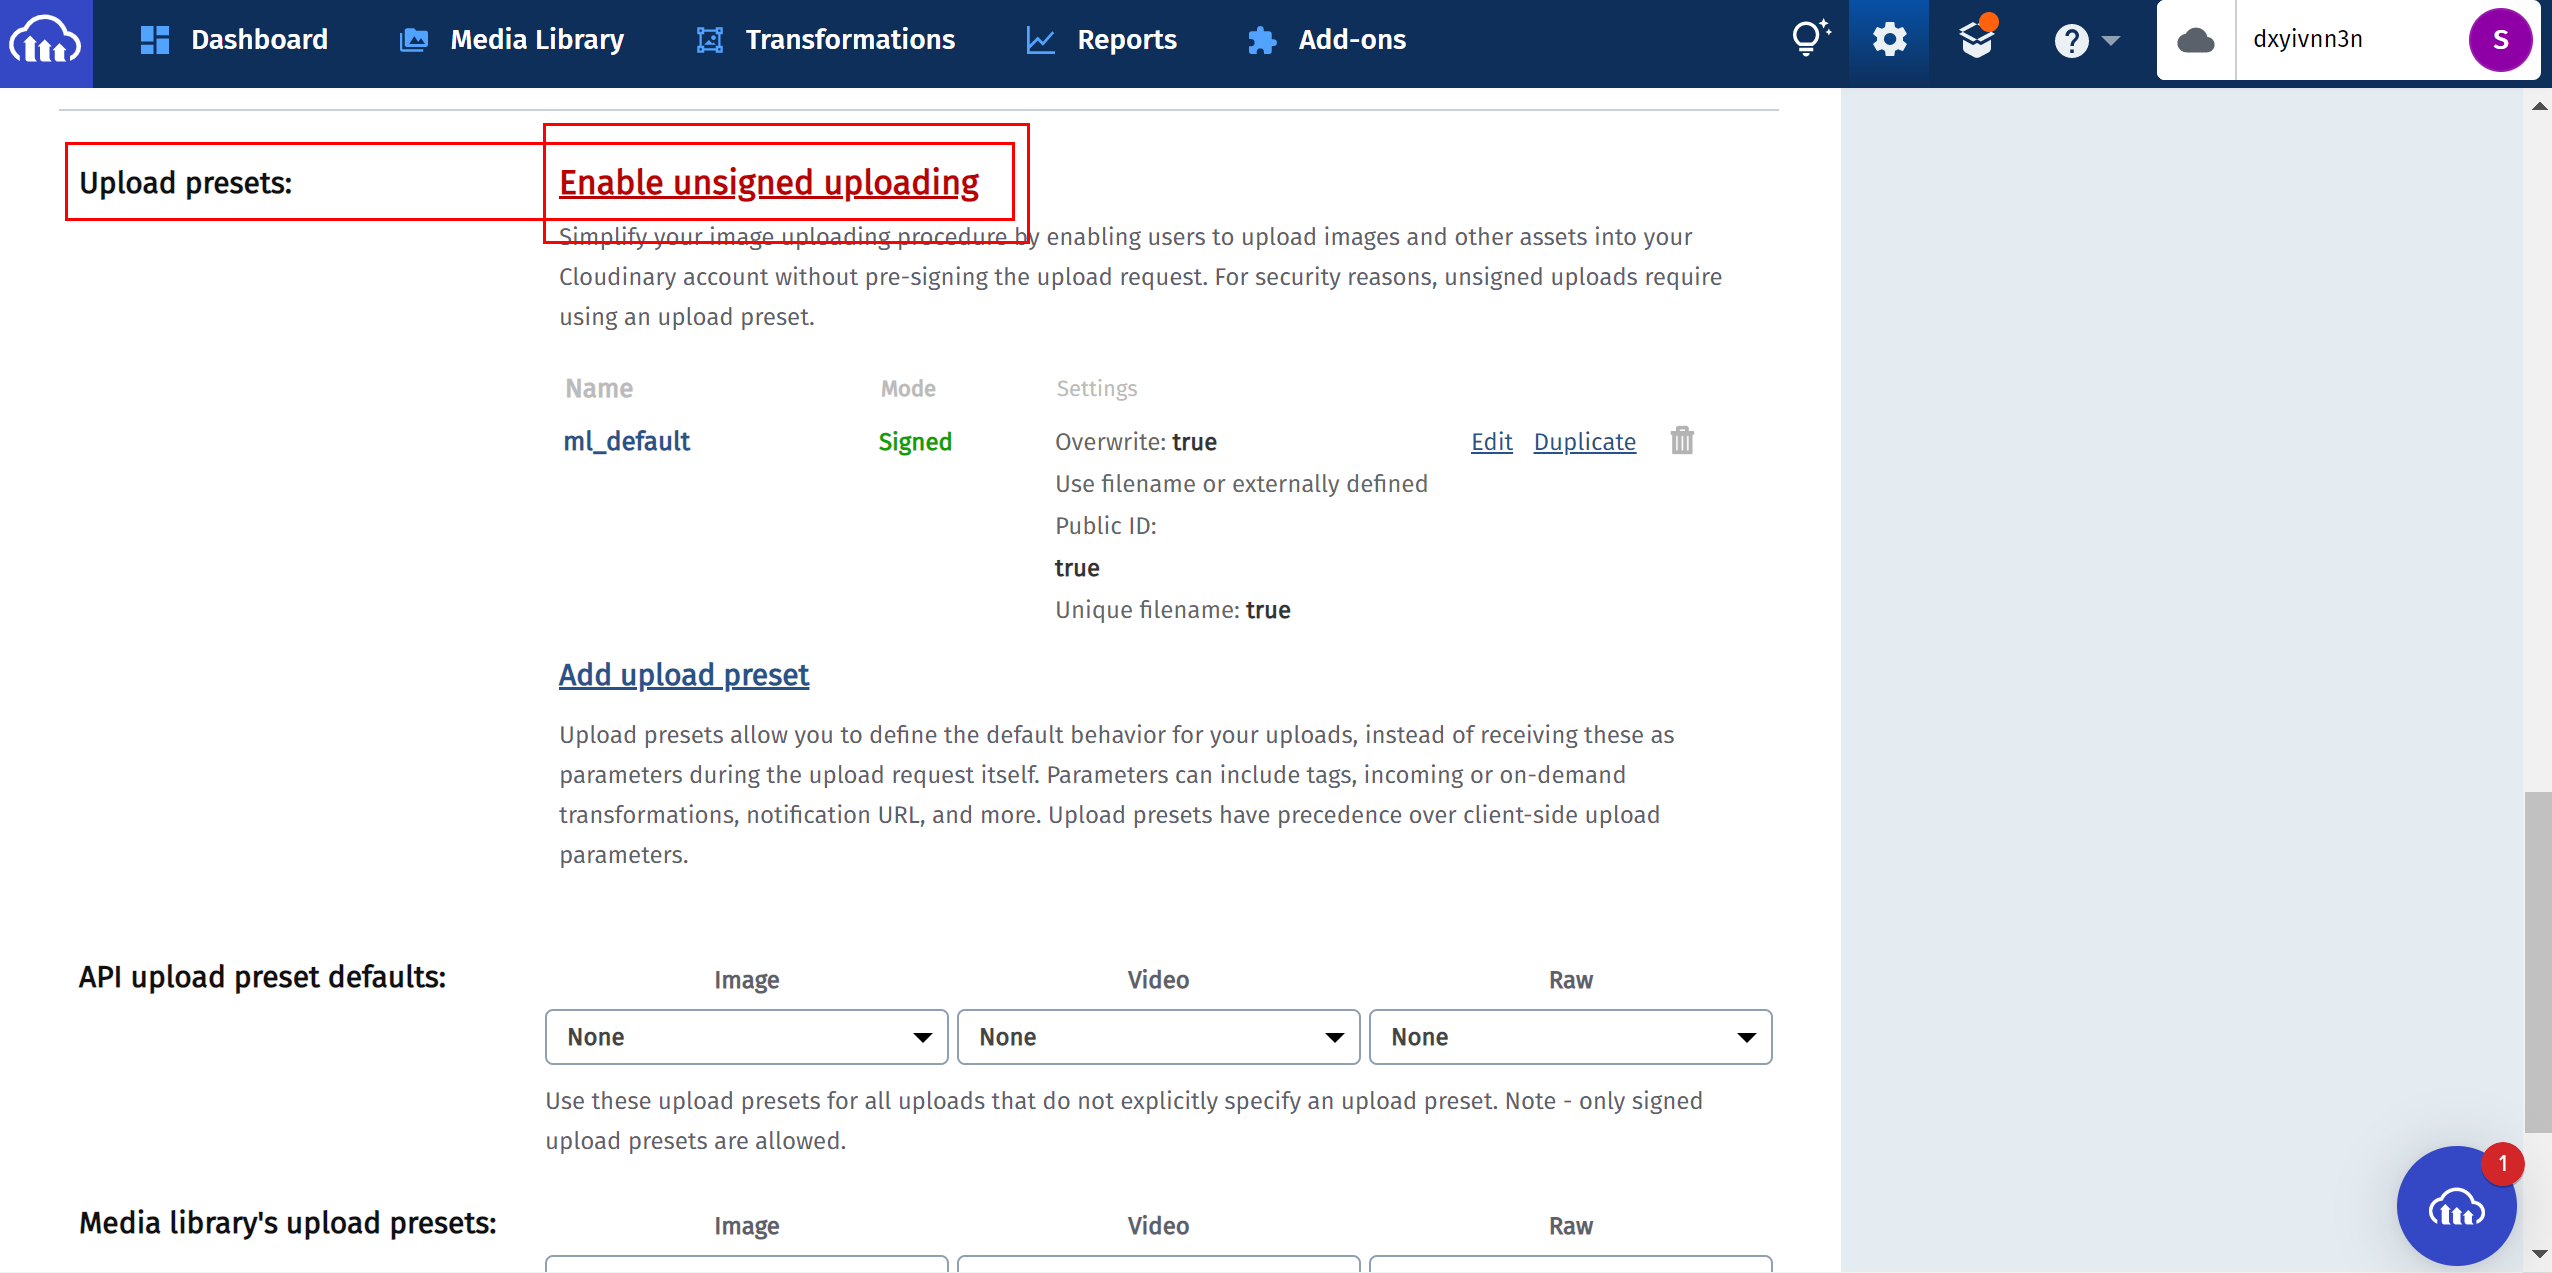 Dashboard Media Library Transformations Reports Add-ons dxyivnn3n S
Upload presets: Enable unsigned uploading
Simplify your image uploading procedure by enabling users to upload images and other assets into your
Cloudinary account without pre-signing the upload request. For security reasons, unsigned uploads require
using an upload preset.
Name Mode Settings
ml_default Signed Overwrite: true Edit Duplicate
Use filename or externally defined
Public ID:
true
Unique filename: true
Add upload preset
Upload presets allow you to define the default behavior for your uploads, instead of receiving these as
parameters during the upload request itself. Parameters can include tags, incoming or on-demand
transformations, notification URL, and more. Upload presets have precedence over client-side upload
parameters.
API upload preset defaults: Image Video Raw
None None None
Use these upload presets for all uploads that do not explicitly specify an upload preset. Note - only signed
upload presets are allowed.
1
Media library's upload presets: Image Video Raw